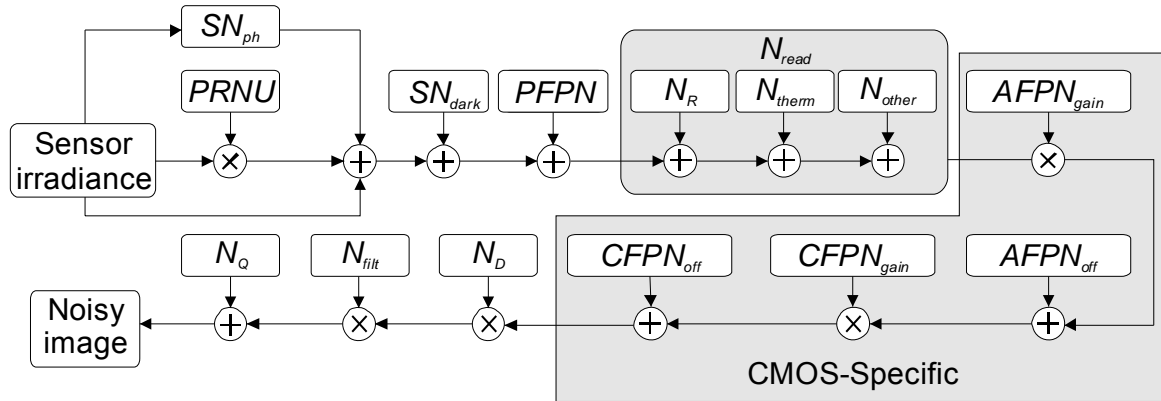 SN_ph
N_read
PRNU
SN_dark
PFPN
N_R
N_therm
N_other
AFPN_gain
Sensor
irradiance
×
+
+
+
+
+
+
×
N_Q
N_filt
N_D
CFPN_off
CFPN_gain
AFPN_off
Noisy
image
+
×
×
+
×
+
CMOS-Specific